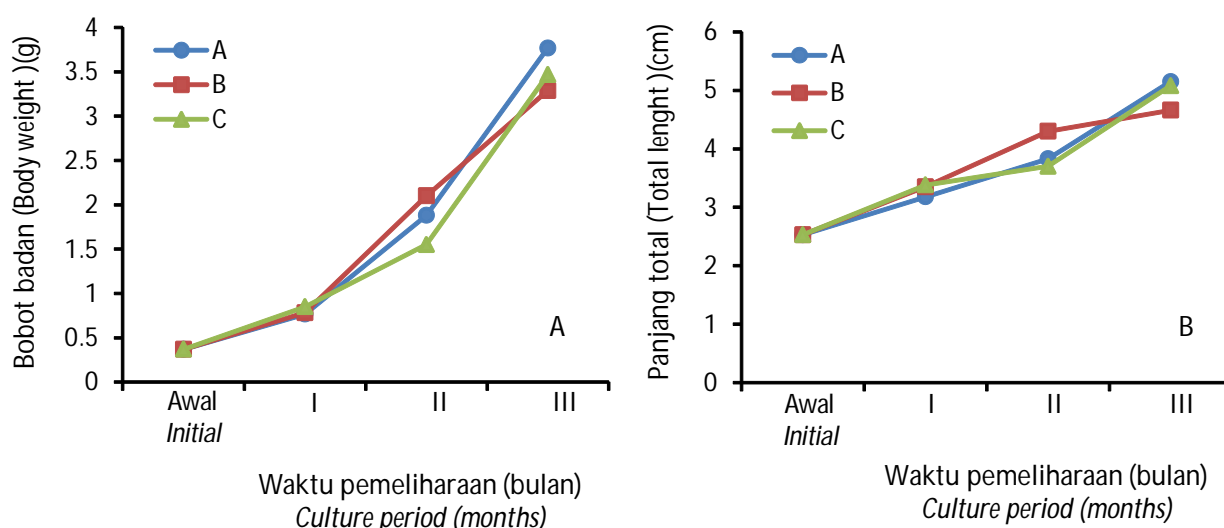 Bobot badan (Body weight )(g)
4
3.5
3
2.5
2
1.5
1
0.5
0
A
B
C
A
Awal
Initial
I
II
III
Waktu pemeliharaan (bulan)
Culture period (months)
Panjang total (Total lenght )(cm)
6
5
4
3
2
1
0
A
B
C
B
Awal
Initial
I
II
III
Waktu pemeliharaan (bulan)
Culture period (months)